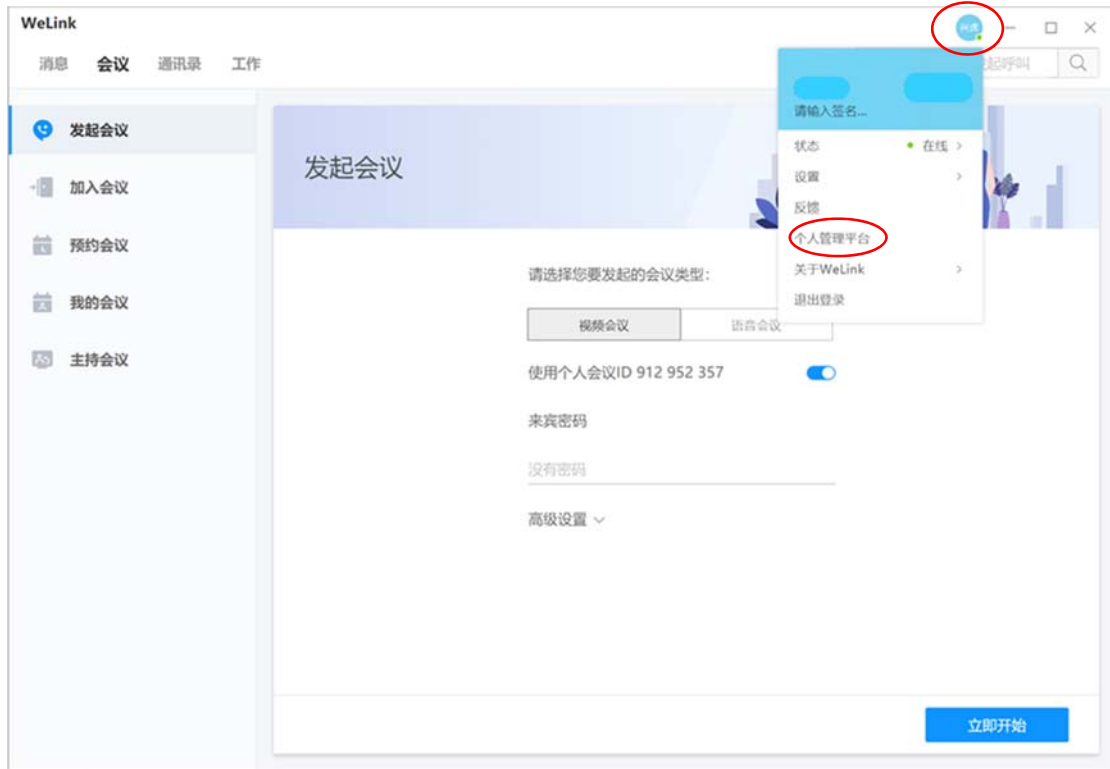 WeLink
消息 会议 通讯录 工作
起呼叫
请输入签名...
状态 在线 >
设置 >
反馈
个人管理平台
关于WeLink >
退出登录
发起会议
加入会议
预约会议
我的会议
主持会议
发起会议
请选择您要发起的会议类型：
视频会议 语音会议
使用个人会议ID 912 952 357
来宾密码
没有密码
高级设置
立即开始